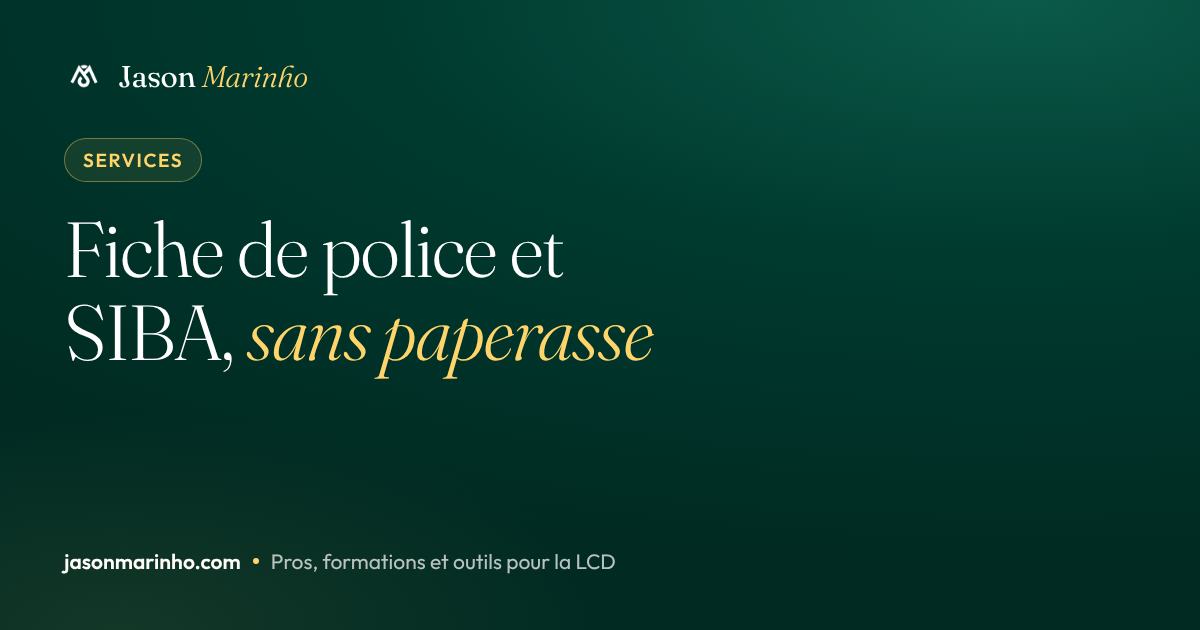 Jason Marinho
SERVICES
Fiche de police et
SIBA, sans paperasse
jasonmarinho.com • Pros, formations et outils pour la LCD